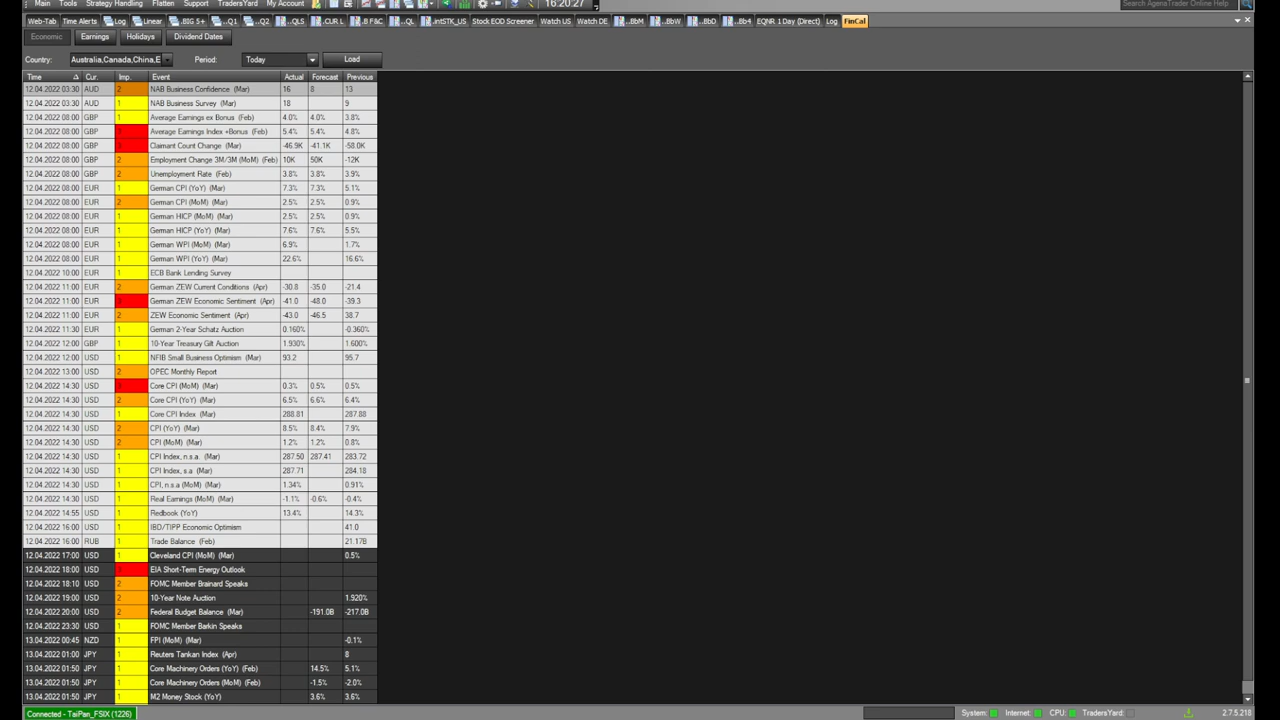 Main Tools Strategy Handling Flatten Support TradersYard My Account 16:20:27 Search AgenaTrader Online Help
Web-Tab Time Alerts Log Linear BIG 5+ ..Q1 ..Q2 ..QLS ..CUR L .B F&C ..QL .intSTK_US Stock EOD Screener Watch US Watch DE ..BbM ..BbW ..BbD ..Bb4 EQNR 1 Day (Direct) Log FinCal
Economic Earnings Holidays Dividend Dates
Country: Australia,Canada,China,E Period: Today Load
Time Cur. Imp. Event Actual Forecast Previous
12.04.2022 03:30 AUD 2 NAB Business Confidence (Mar) 16 8 13
12.04.2022 03:30 AUD 1 NAB Business Survey (Mar) 18 9
12.04.2022 08:00 GBP 1 Average Earnings ex Bonus (Feb) 4.0% 4.0% 3.8%
12.04.2022 08:00 GBP 3 Average Earnings Index +Bonus (Feb) 5.4% 5.4% 4.8%
12.04.2022 08:00 GBP 3 Claimant Count Change (Mar) -46.9K -41.1K -58.0K
12.04.2022 08:00 GBP 2 Employment Change 3M/3M (MoM) (Feb) 10K 50K -12K
12.04.2022 08:00 GBP 2 Unemployment Rate (Feb) 3.8% 3.8% 3.9%
12.04.2022 08:00 EUR 1 German CPI (YoY) (Mar) 7.3% 7.3% 5.1%
12.04.2022 08:00 EUR 2 German CPI (MoM) (Mar) 2.5% 2.5% 0.9%
12.04.2022 08:00 EUR 1 German HICP (MoM) (Mar) 2.5% 2.5% 0.9%
12.04.2022 08:00 EUR 1 German HICP (YoY) (Mar) 7.6% 7.6% 5.5%
12.04.2022 08:00 EUR 1 German WPI (MoM) (Mar) 6.9% 1.7%
12.04.2022 08:00 EUR 1 German WPI (YoY) (Mar) 22.6% 16.6%
12.04.2022 10:00 EUR 1 ECB Bank Lending Survey
12.04.2022 11:00 EUR 2 German ZEW Current Conditions (Apr) -30.8 -35.0 -21.4
12.04.2022 11:00 EUR 3 German ZEW Economic Sentiment (Apr) -41.0 -48.0 -39.3
12.04.2022 11:00 EUR 2 ZEW Economic Sentiment (Apr) -43.0 -46.5 38.7
12.04.2022 11:30 EUR 1 German 2-Year Schatz Auction 0.160% -0.360%
12.04.2022 12:00 GBP 1 10-Year Treasury Gilt Auction 1.930% 1.600%
12.04.2022 12:00 USD 1 NFIB Small Business Optimism (Mar) 93.2 95.7
12.04.2022 13:00 USD 2 OPEC Monthly Report
12.04.2022 14:30 USD 3 Core CPI (MoM) (Mar) 0.3% 0.5% 0.5%
12.04.2022 14:30 USD 2 Core CPI (YoY) (Mar) 6.5% 6.6% 6.4%
12.04.2022 14:30 USD 1 Core CPI Index (Mar) 288.81 287.88
12.04.2022 14:30 USD 2 CPI (YoY) (Mar) 8.5% 8.4% 7.9%
12.04.2022 14:30 USD 2 CPI (MoM) (Mar) 1.2% 1.2% 0.8%
12.04.2022 14:30 USD 1 CPI Index, n.s.a. (Mar) 287.50 287.41 283.72
12.04.2022 14:30 USD 1 CPI Index, s.a (Mar) 287.71 284.18
12.04.2022 14:30 USD 1 CPI, n.s.a (MoM) (Mar) 1.34% 0.91%
12.04.2022 14:30 USD 1 Real Earnings (MoM) (Mar) -1.1% -0.6% -0.4%
12.04.2022 14:55 USD 1 Redbook (YoY) 13.4% 14.3%
12.04.2022 16:00 USD 1 IBD/TIPP Economic Optimism 41.0
12.04.2022 16:00 RUB 1 Trade Balance (Feb) 21.17B
12.04.2022 17:00 USD 1 Cleveland CPI (MoM) (Mar) 0.5%
12.04.2022 18:00 USD 3 EIA Short-Term Energy Outlook
12.04.2022 18:10 USD 2 FOMC Member Brainard Speaks
12.04.2022 19:00 USD 2 10-Year Note Auction 1.920%
12.04.2022 20:00 USD 2 Federal Budget Balance (Mar) -191.0B -217.0B
12.04.2022 23:30 USD 1 FOMC Member Barkin Speaks
13.04.2022 00:45 NZD 1 FPI (MoM) (Mar) -0.1%
13.04.2022 01:00 JPY 1 Reuters Tankan Index (Apr) 8
13.04.2022 01:50 JPY 1 Core Machinery Orders (YoY) (Feb) 14.5% 5.1%
13.04.2022 01:50 JPY 1 Core Machinery Orders (MoM) (Feb) -1.5% -2.0%
13.04.2022 01:50 JPY 1 M2 Money Stock (YoY) 3.6% 3.6%
Connected - TaiPan_FSIX (1226) System: Internet: CPU: TradersYard: 2.7.5.218